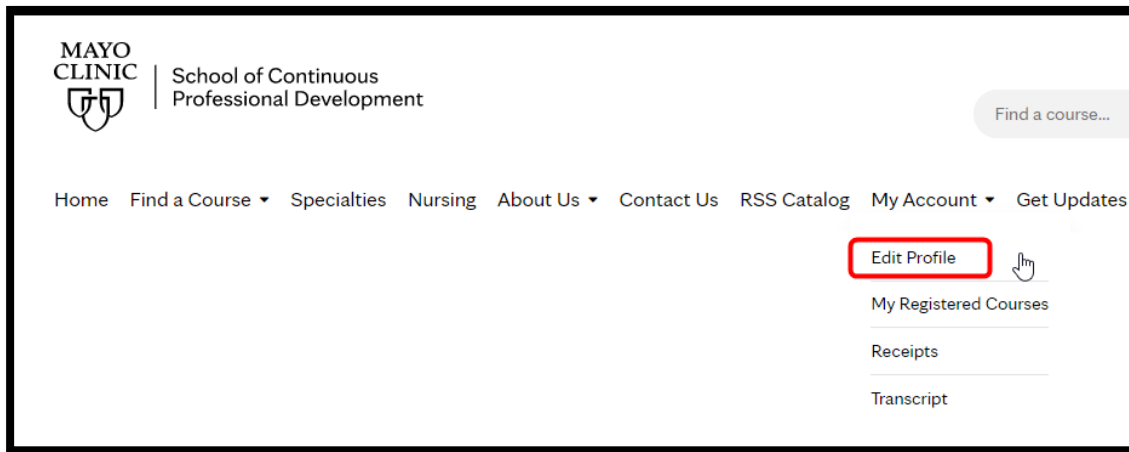 MAYO
CLINIC
School of Continuous
Professional Development
Find a course...
Home Find a Course Specialties Nursing About Us Contact Us RSS Catalog My Account Get Updates
Edit Profile
My Registered Courses
Receipts
Transcript